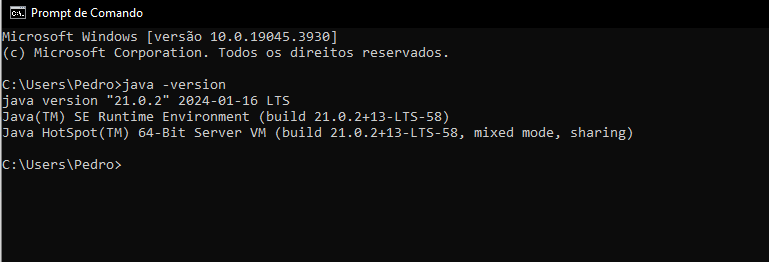 C:\. Prompt de Comando
Microsoft Windows [versão 10.0.19045.3930]
(c) Microsoft Corporation. Todos os direitos reservados.
C:\Users\Pedro>java -version
java version "21.0.2" 2024-01-16 LTS
Java(TM) SE Runtime Environment (build 21.0.2+13-LTS-58)
Java HotSpot(TM) 64-Bit Server VM (build 21.0.2+13-LTS-58, mixed mode, sharing)
C:\Users\Pedro>